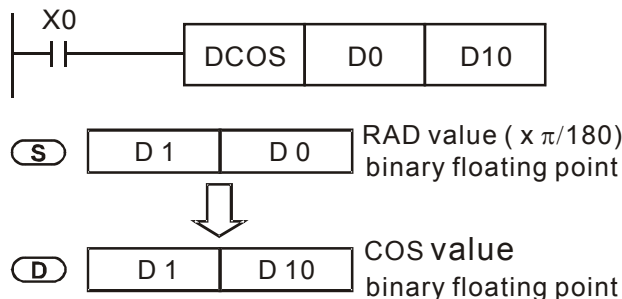 X0
DCOS D0 D10
S D 1 D 0 RAD value ( x π/180)
binary floating point
D D 1 D 10 COS value
binary floating point